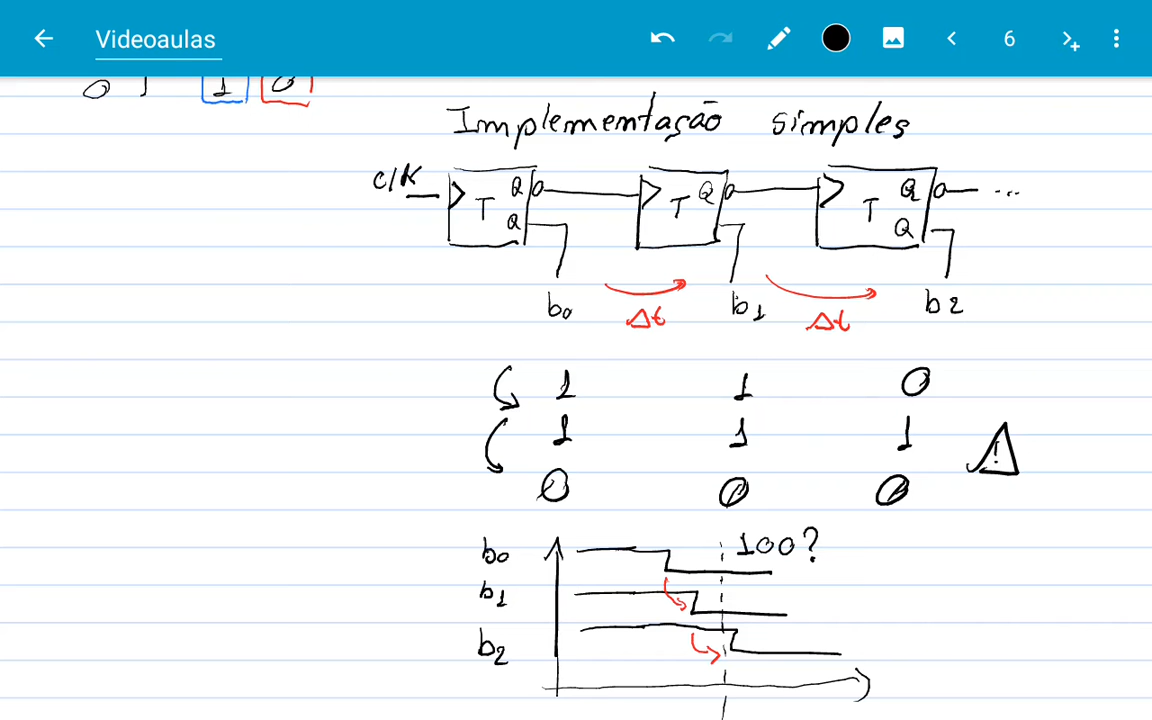 Videoaulas
6
0 1 1 0
Implementação simples
clk T Q Q T Q T Q Q ...
b0 Δt b1 Δt b2
1 1 0
1 1 1 !
0 0 0
b0 100?
b1
b2